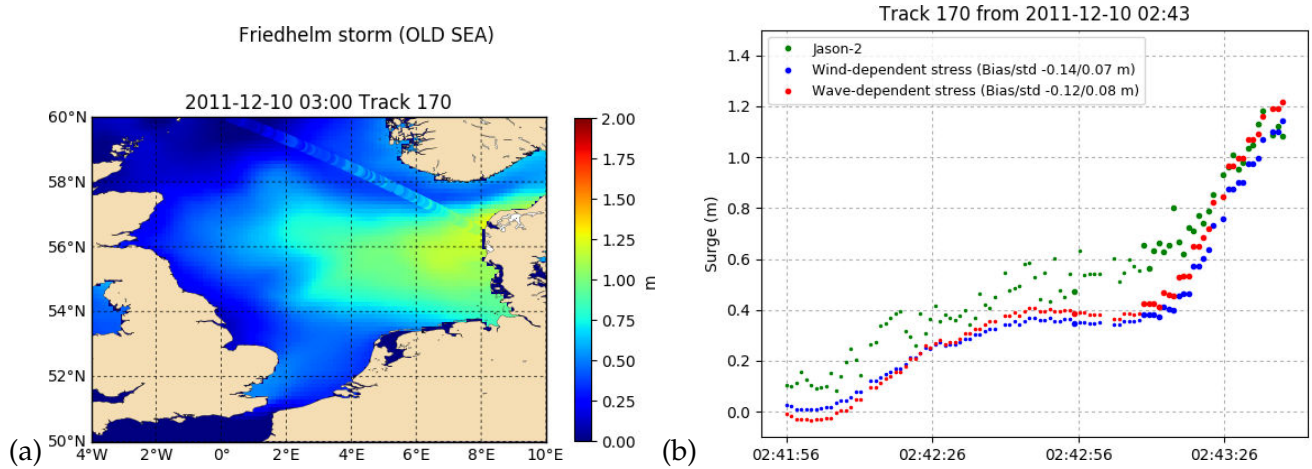 Friedhelm storm (OLD SEA)
2011-12-10 03:00 Track 170
60°N
58°N
56°N
54°N
52°N
50°N
4°W
2°W
0°E
2°E
4°E
6°E
8°E
10°E
2.00
1.75
1.50
1.25
1.00
0.75
0.50
0.25
0.00
m
(a)
Track 170 from 2011-12-10 02:43
Jason-2
Wind-dependent stress (Bias/std -0.14/0.07 m)
Wave-dependent stress (Bias/std -0.12/0.08 m)
Surge (m)
1.4
1.2
1.0
0.8
0.6
0.4
0.2
0.0
02:41:56
02:42:26
02:42:56
02:43:26
(b)